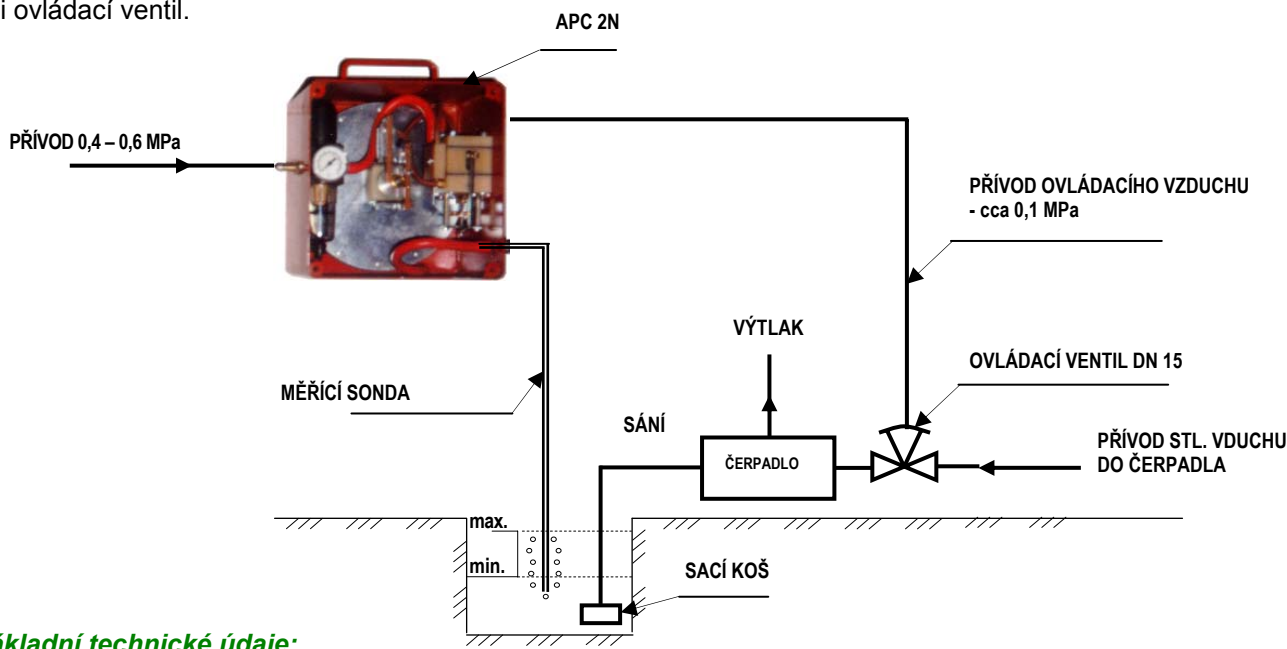 i ovládací ventil.
APC 2N
PŘÍVOD 0,4 – 0,6 MPa
PŘÍVOD OVLÁDACÍHO VZDUCHU
- cca 0,1 MPa
VÝTLAK
OVLÁDACÍ VENTIL DN 15
MĚŘÍCÍ SONDA
SÁNÍ
PŘÍVOD STL. VDUCHU
DO ČERPADLA
ČERPADLO
max.
min.
SACÍ KOŠ
ákladní technické údaje: